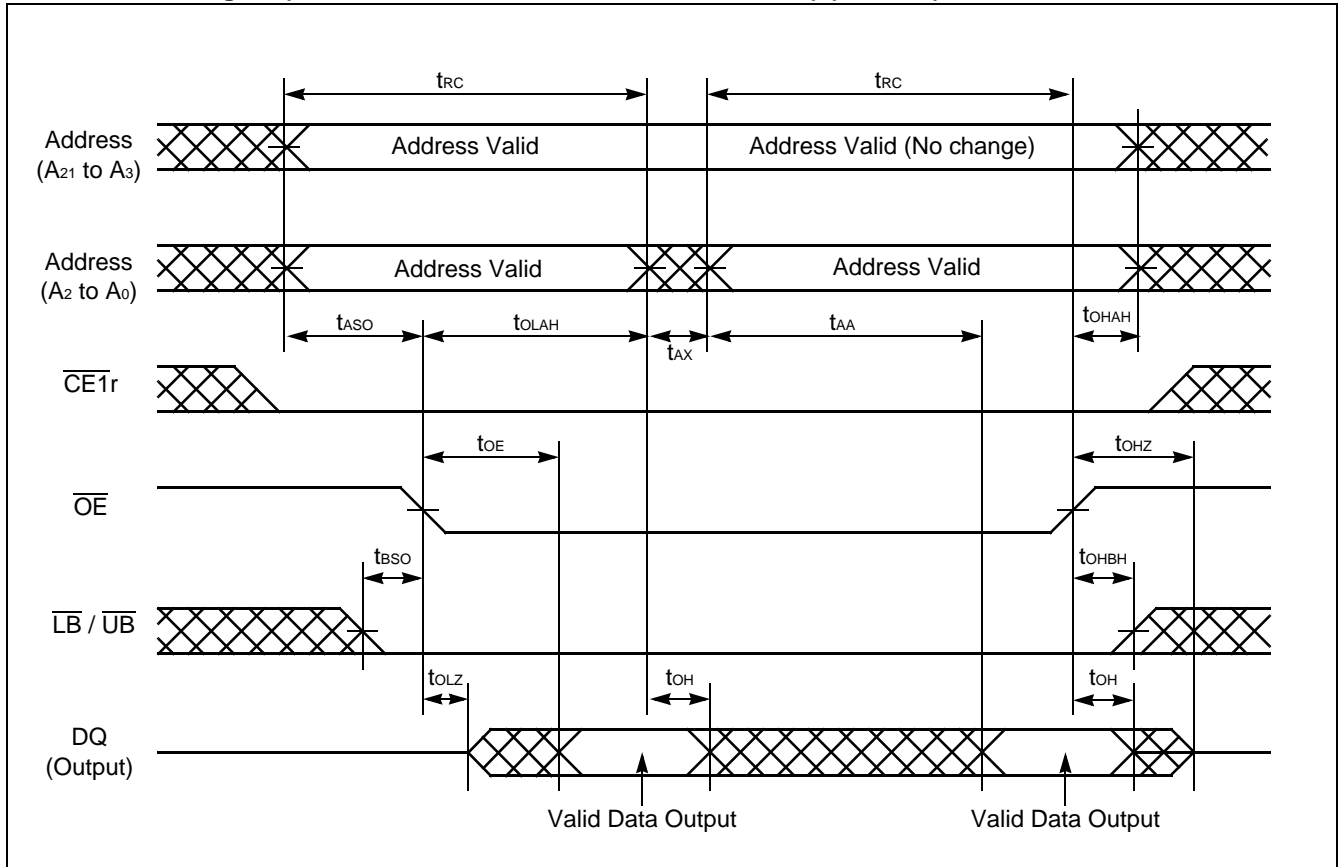 tRC tRC
Address
(A21 to A3)
Address Valid Address Valid (No change)
Address
(A2 to A0)
Address Valid Address Valid
tASO tOLAH tAX tAA tOHAH
CE1r
tOE tOHZ
OE
tBSO tOHBH
LB / UB
tOLZ tOH tOH
DQ
(Output)
Valid Data Output Valid Data Output